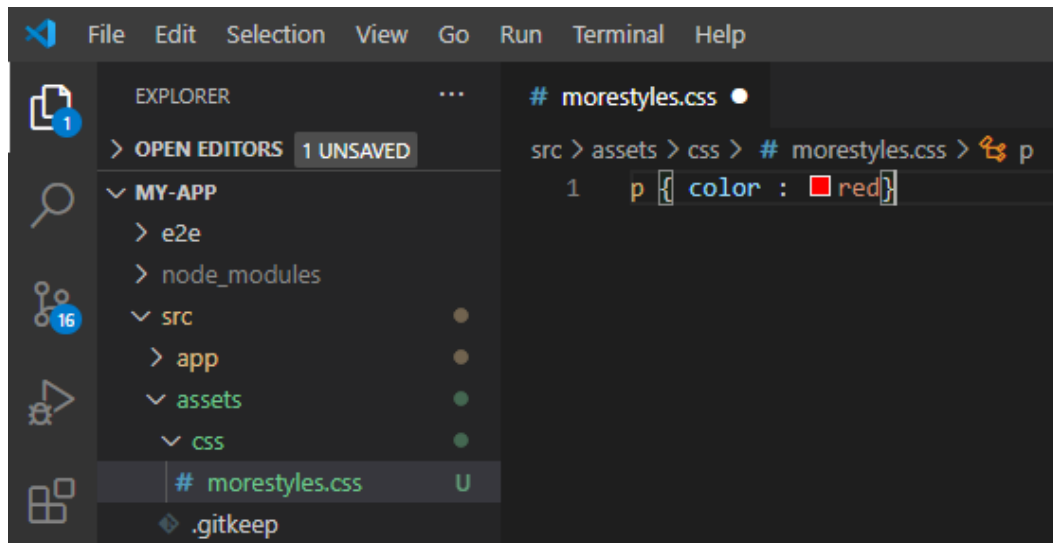 File Edit Selection View Go Run Terminal Help
EXPLORER ···
1
> OPEN EDITORS 1 UNSAVED
MY-APP
> e2e
> node_modules
16
src
> app
assets
css
# morestyles.css U
.gitkeep
# morestyles.css ●
src > assets > css > # morestyles.css > p
1 p { color : red}